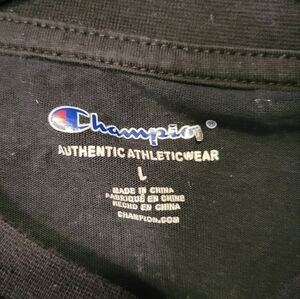 Champion®
AUTHENTIC ATHLETICWEAR
L
MADE IN CHINA
FABRIQUÉ EN CHINE
HECHO EN CHINA
CHAMPION.COM